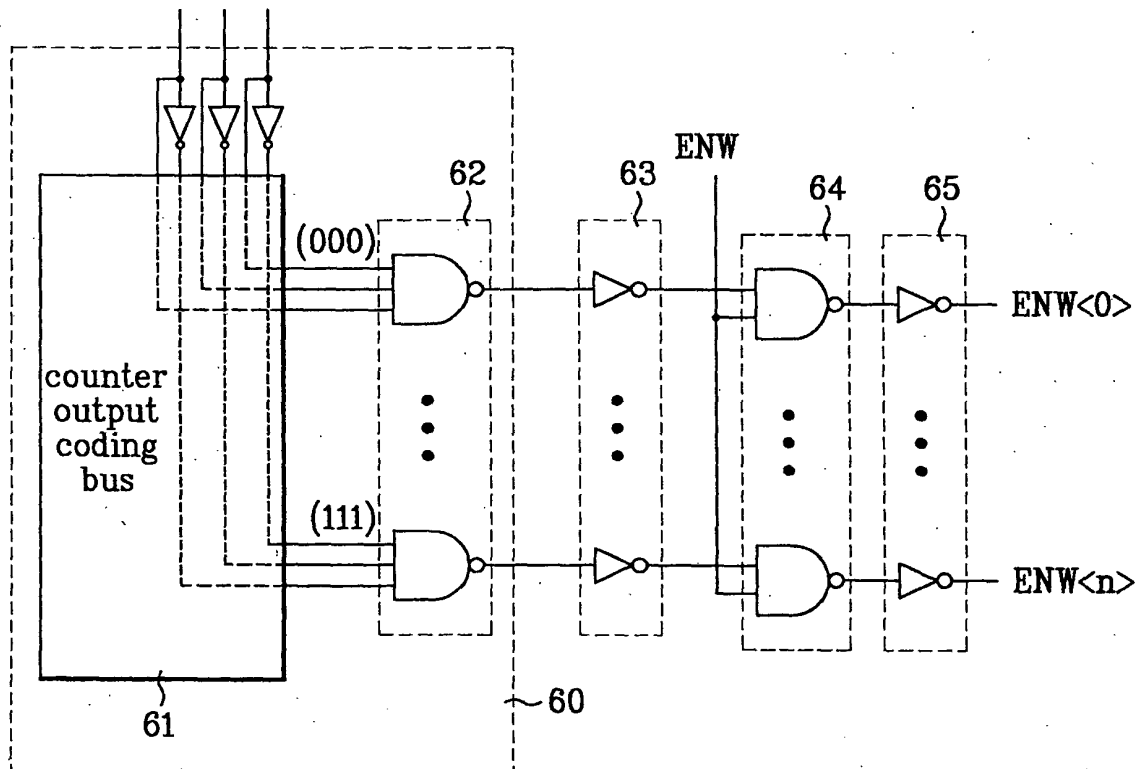 ENW
62
63
64
65
(000)
ENW<0>
counter
output
coding
bus
(111)
ENW<n>
61
60